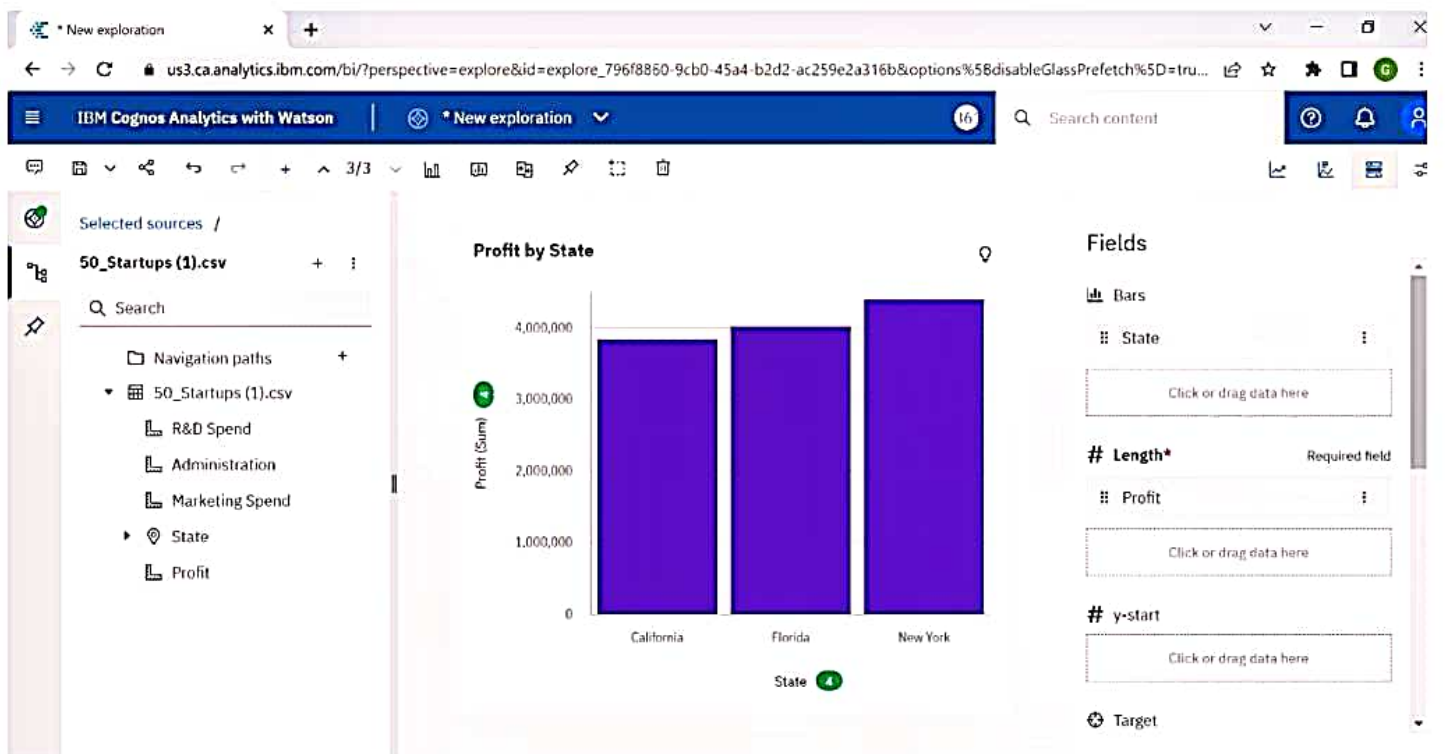 * New exploration
us3.ca.analytics.ibm.com/bi/?perspective=explore&id=explore_796f8860-9cb0-45a4-b2d2-ac259e2a316b&options%5BdisableGlassPrefetch%5D=tru...
G
IBM Cognos Analytics with Watson
* New exploration
Search content
3/3
Selected sources /
50_Startups (1).csv
Search
Navigation paths
50_Startups (1).csv
R&D Spend
Administration
Marketing Spend
State
Profit
Profit by State
4,000,000
3,000,000
2,000,000
1,000,000
0
Profit (Sum) 4
California
Florida
New York
State 4
Fields
Bars
State
Click or drag data here
# Length* Required field
Profit
Click or drag data here
# y-start
Click or drag data here
Target